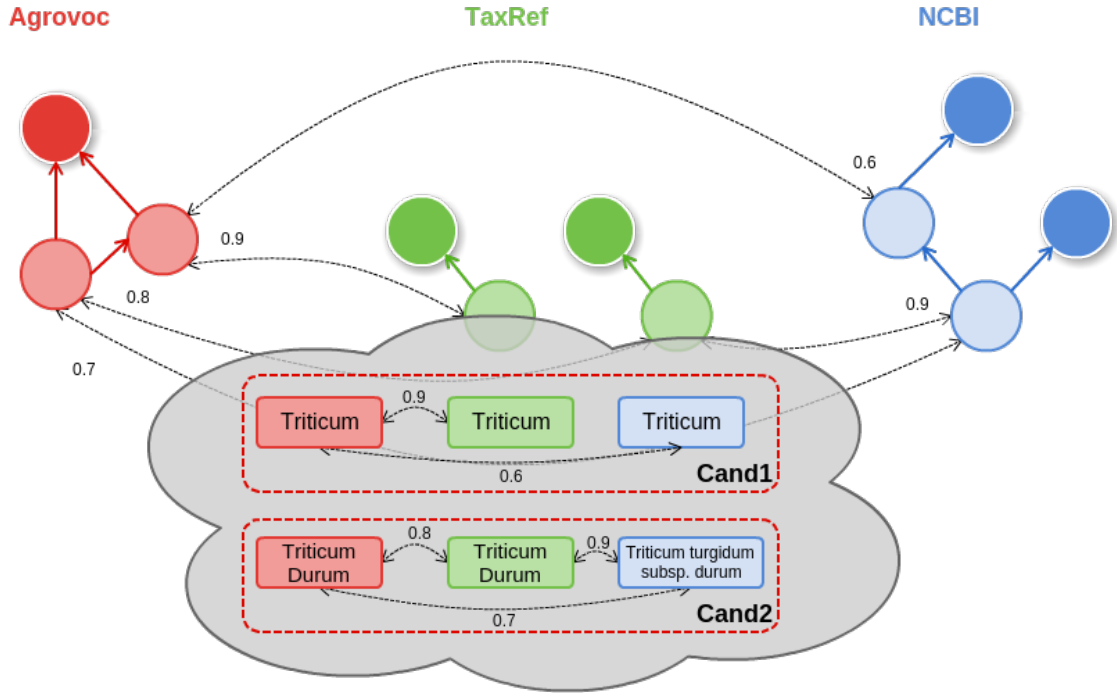 Agrovoc
TaxRef
NCBI
0.6
0.9
0.8
0.9
0.7
0.9
Triticum
Triticum
Triticum
0.6
Cand1
0.8
0.9
Triticum
Durum
Triticum
Durum
Triticum turgidum
subsp. durum
0.7
Cand2